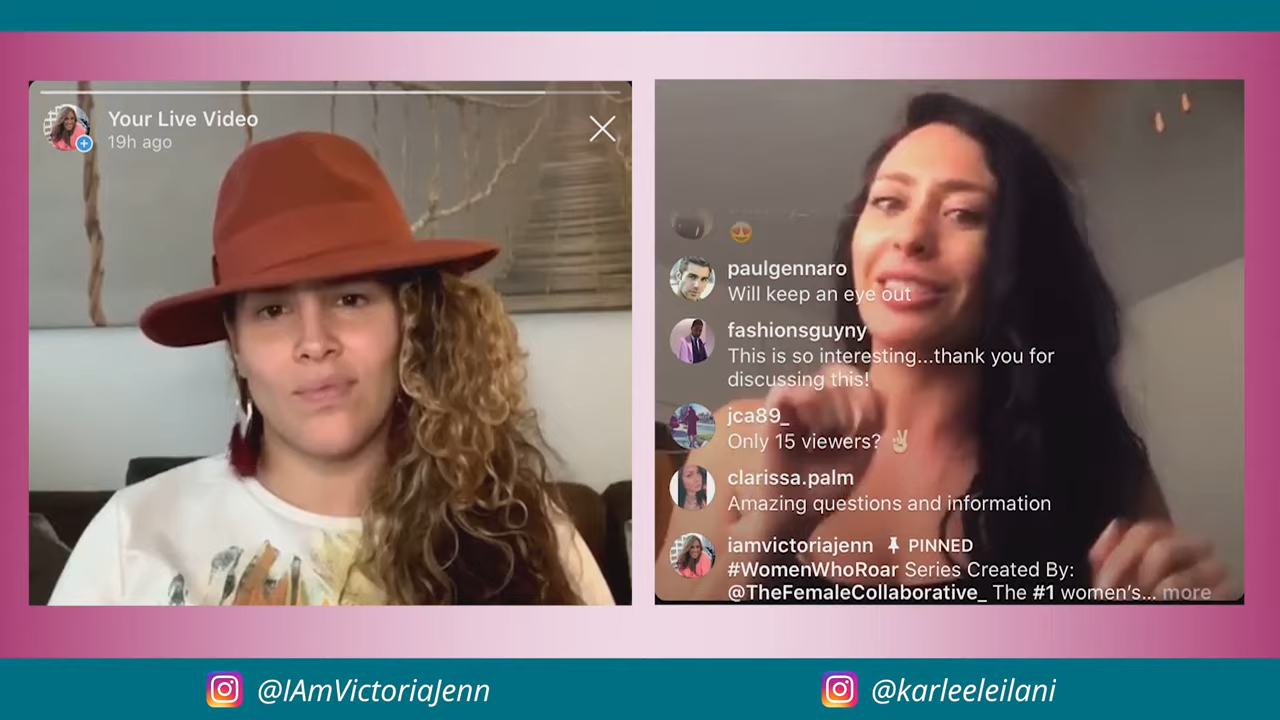 Your Live Video
19h ago
paulgennaro
Will keep an eye out
fashionsguyny
This is so interesting...thank you for
discussing this!
jca89_
Only 15 viewers? ✌🏼
clarissa.palm
Amazing questions and information
iamvictoriajenn 📌 PINNED
#WomenWhoRoar Series Created By:
@TheFemaleCollaborative_ The #1 women's... more
@IAmVictoriaJenn
@karleeleilani